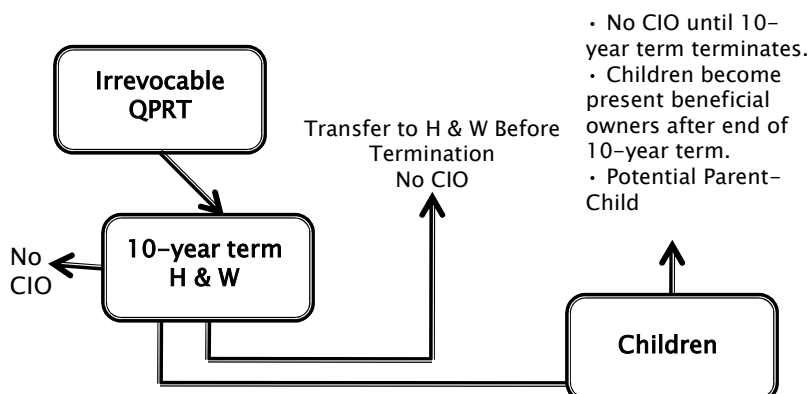 Irrevocable
QPRT
Transfer to H & W Before
Termination
No CIO
• No CIO until 10-
year term terminates.
• Children become
present beneficial
owners after end of
10-year term.
• Potential Parent-
Child
No
CIO
10-year term
H & W
Children